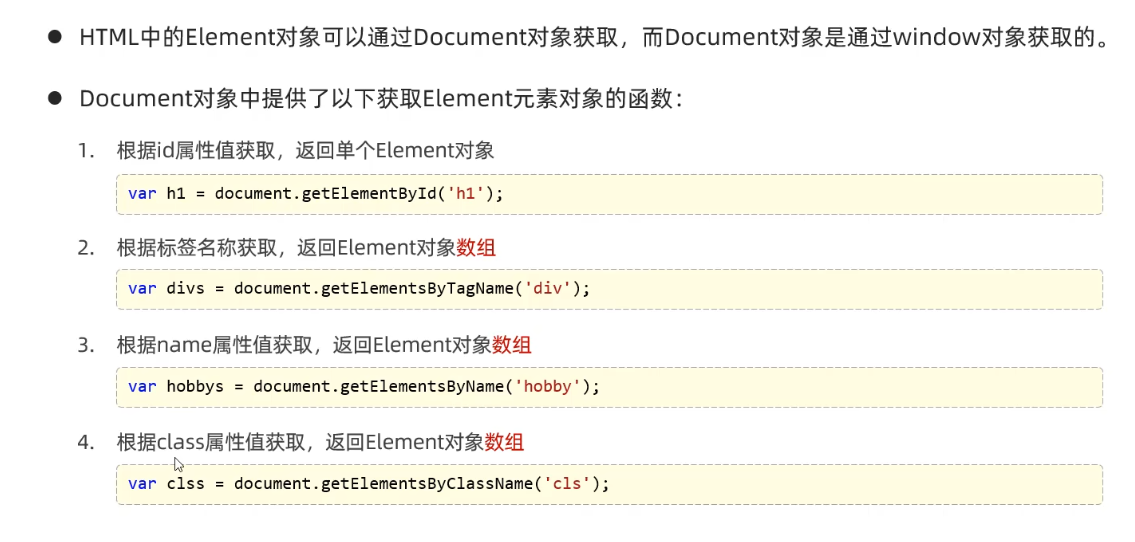 HTML中的Element对象可以通过Document对象获取，而Document对象是通过window对象获取的。
Document对象中提供了以下获取Element元素对象的函数：
1. 根据id属性值获取，返回单个Element对象
var h1 = document.getElementById('h1');
2. 根据标签名称获取，返回Element对象数组
var divs = document.getElementsByTagName('div');
3. 根据name属性值获取，返回Element对象数组
var hobbys = document.getElementsByName('hobby');
4. 根据class属性值获取，返回Element对象数组
var clss = document.getElementsByClassName('cls');